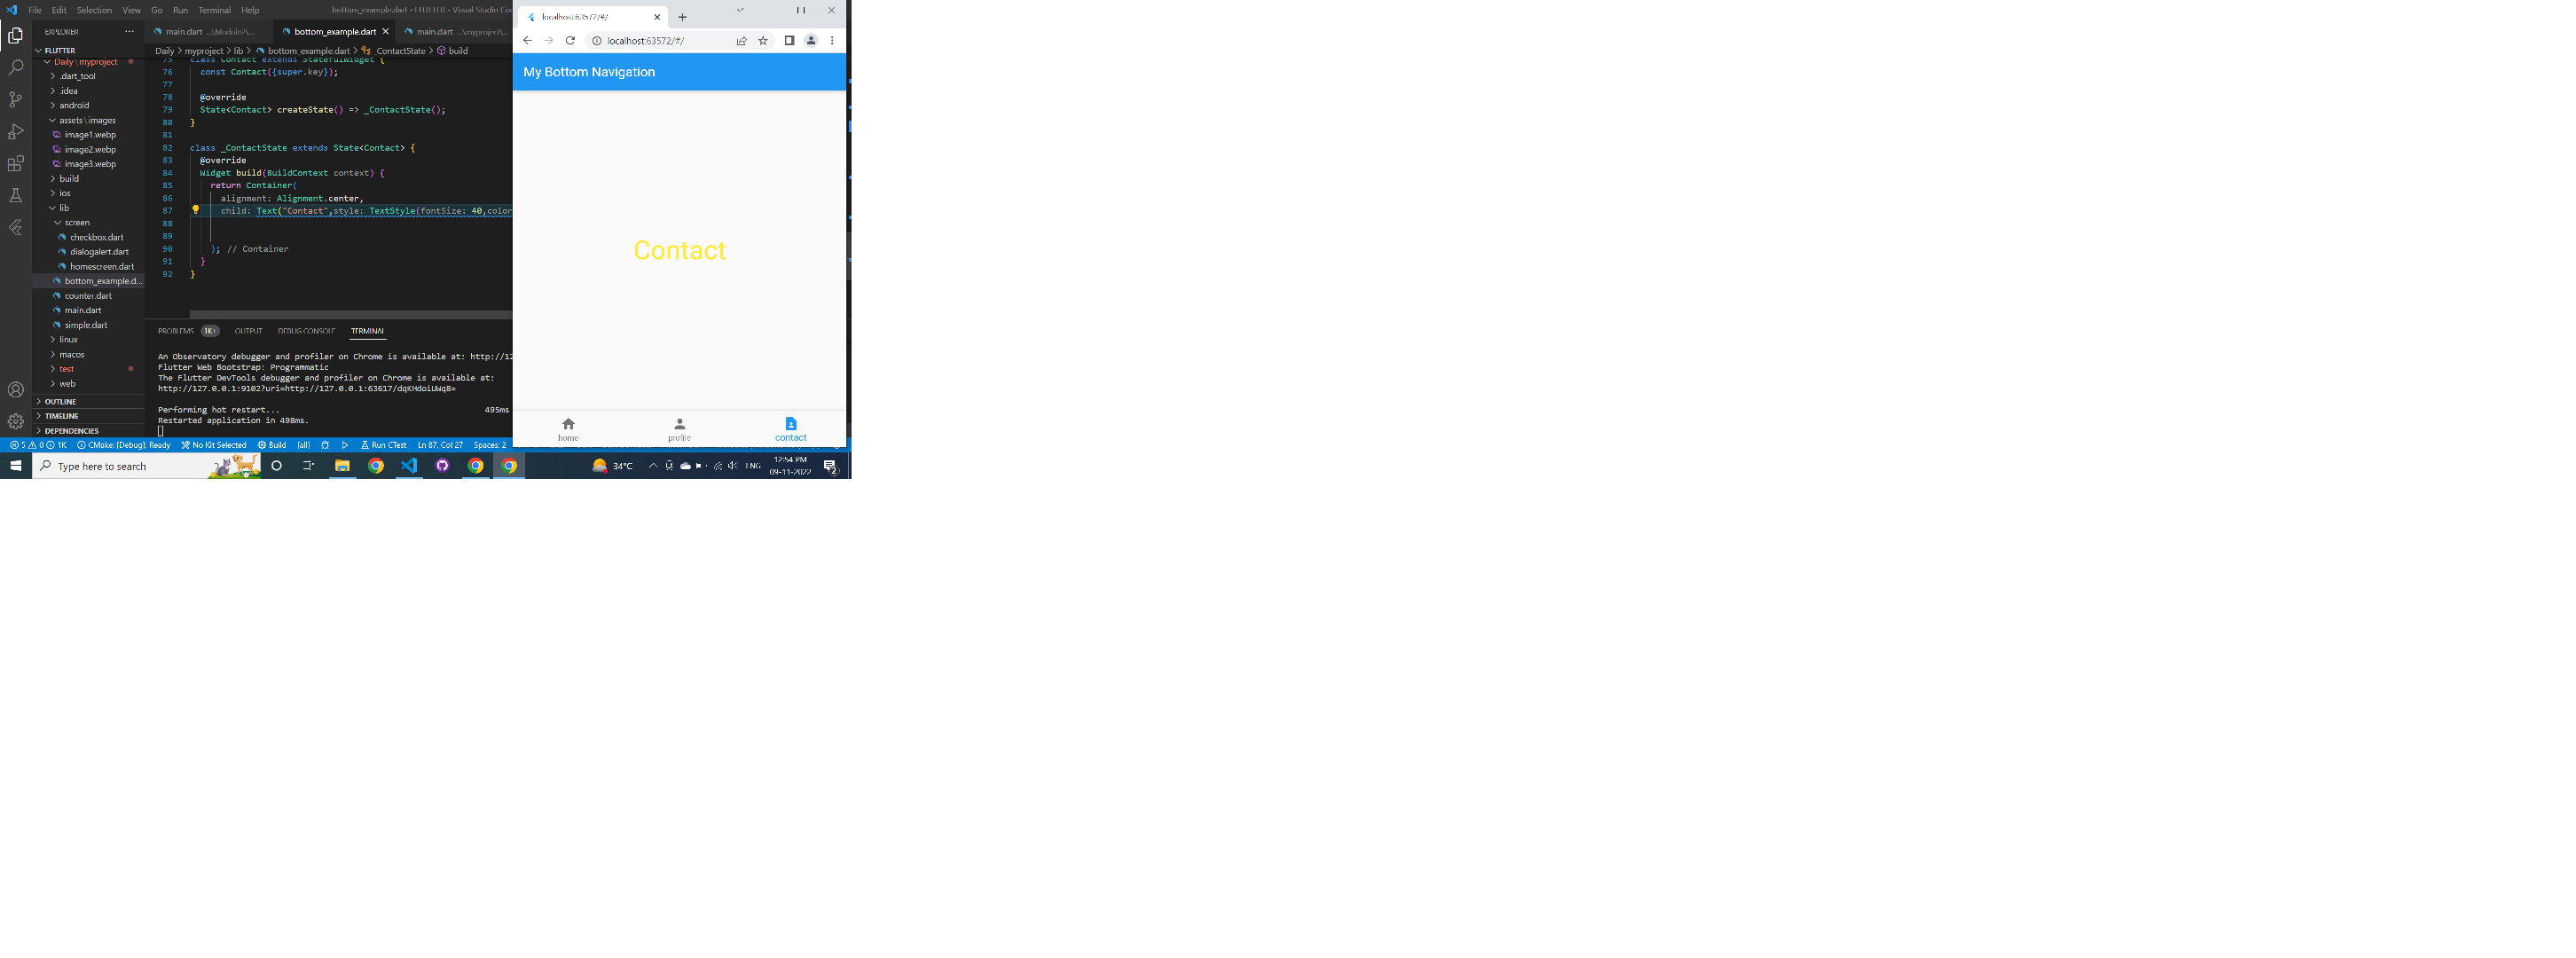 File Edit Selection View Go Run Terminal Help
bottom_example.dart - FLUTTER - Visual Studio Co
EXPLORER
FLUTTER
Daily\myproject
.dart_tool
.idea
android
assets\images
image1.webp
image2.webp
image3.webp
build
ios
lib
screen
checkbox.dart
dialogalert.dart
homescreen.dart
bottom_example.d...
counter.dart
main.dart
simple.dart
linux
macos
test
web
OUTLINE
TIMELINE
DEPENDENCIES
main.dart ...\Module2\...
bottom_example.dart
main.dart ...\myproject\...
Daily > myproject > lib > bottom_example.dart > _ContactState > build
75 class Contact extends StatefulWidget {
76 const Contact({super.key});
77
78 @override
79 State<Contact> createState() => _ContactState();
80 }
81
82 class _ContactState extends State<Contact> {
83 @override
84 Widget build(BuildContext context) {
85 return Container(
86 alignment: Alignment.center,
87 child: Text("Contact",style: TextStyle(fontSize: 40,color
88
89
90 ); // Container
91 }
92 }
PROBLEMS 1K+ OUTPUT DEBUG CONSOLE TERMINAL
An Observatory debugger and profiler on Chrome is available at: http://12
Flutter Web Bootstrap: Programmatic
The Flutter DevTools debugger and profiler on Chrome is available at:
http://127.0.0.1:9102?uri=http://127.0.0.1:63617/dqKHdoiUWq8=
Performing hot restart... 495ms
Restarted application in 498ms.
5 0 1K CMake: [Debug]: Ready No Kit Selected Build [all] Run CTest Ln 87, Col 27 Spaces: 2
localhost:63572/#/
localhost:63572/#/
My Bottom Navigation
Contact
home
profile
contact
Type here to search
34°C
ENG
12:54 PM
09-11-2022
2